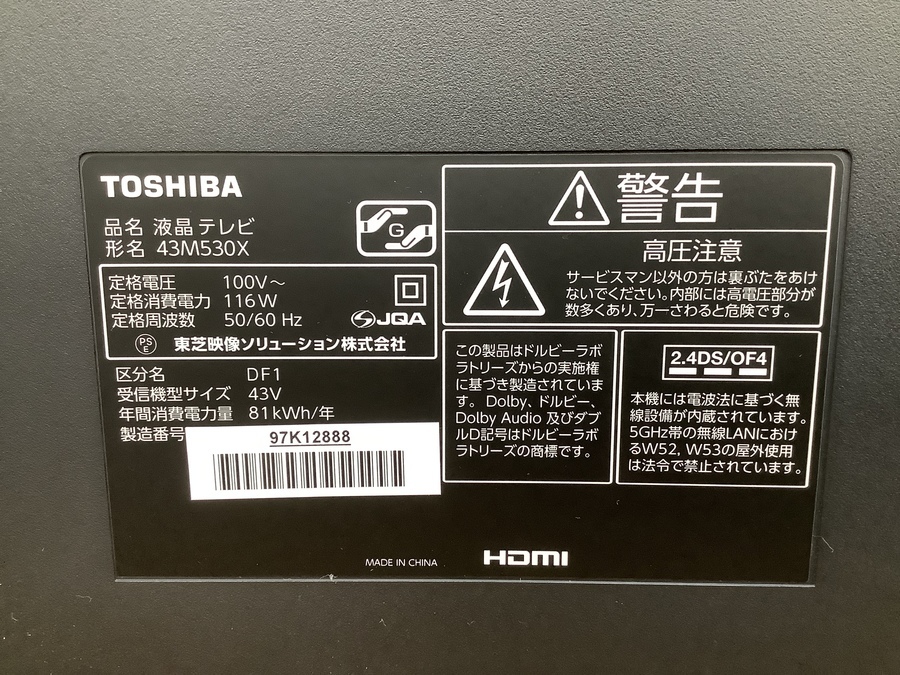 TOSHIBA
品名 液晶テレビ
形名 43M530X
G
定格電圧 100V～
定格消費電力 116W
定格周波数 50/60 Hz
JQA
PS
E
東芝映像ソリューション株式会社
区分名 DF1
受信機型サイズ 43V
年間消費電力量 81kWh/年
製造番号
97K12888
警告
高圧注意
サービスマン以外の方は裏ぶたをあけ
ないでください。内部には高電圧部分が
数多くあり、万一さわると危険です。
この製品はドルビーラボ
ラトリーズからの実施権
に基づき製造されていま
す。Dolby、ドルビー、
Dolby Audio 及びダブ
ルD記号はドルビーラボ
ラトリーズの商標です。
2.4DS/OF4
本機には電波法に基づく無
線設備が内蔵されています。
5GHz帯の無線LANにおけ
るW52, W53の屋外使用
は法令で禁止されています。
MADE IN CHINA
HDMI